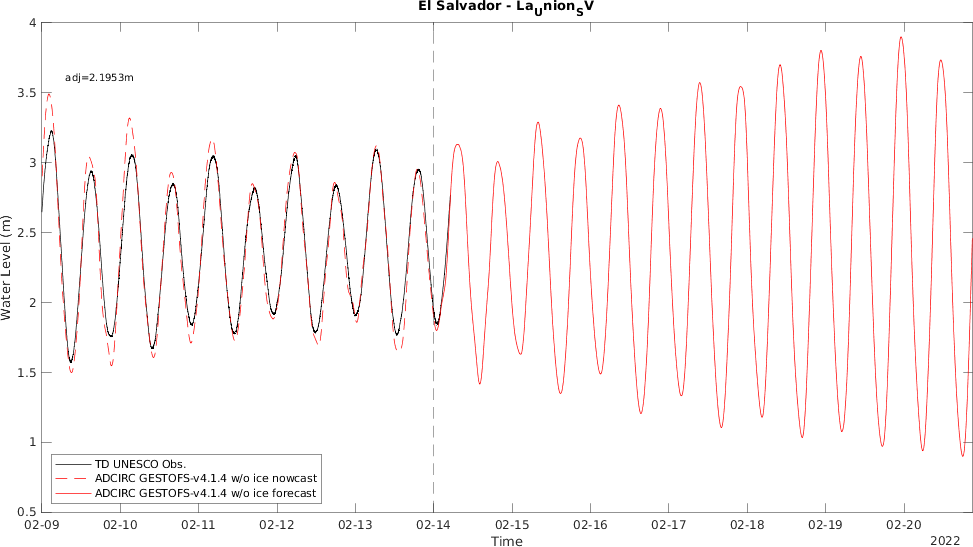 El Salvador - LaUnionSV
adj=2.1953m
4
3.5
3
2.5
2
1.5
1
0.5
Water Level (m)
TD UNESCO Obs.
ADCIRC GESTOFS-v4.1.4 w/o ice nowcast
ADCIRC GESTOFS-v4.1.4 w/o ice forecast
02-09 02-10 02-11 02-12 02-13 02-14 02-15 02-16 02-17 02-18 02-19 02-20
Time
2022